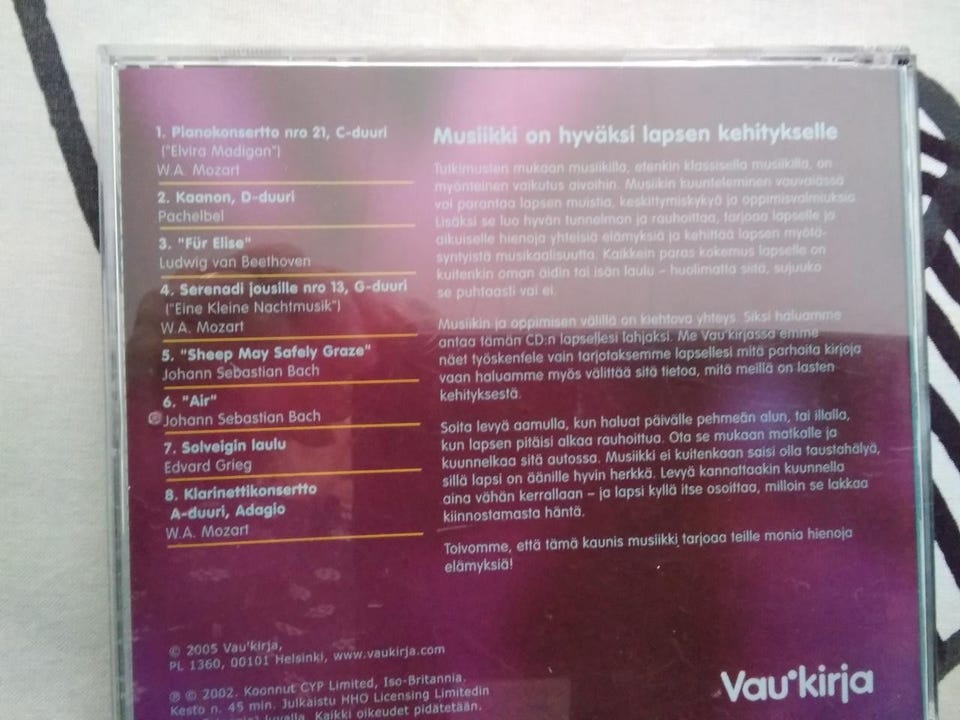 1. Pianokonsertto nro 21, C-duuri
("Elvira Madigan")
W.A. Mozart
2. Kaanon, D-duuri
Pachelbel
3. "Für Elise"
Ludwig van Beethoven
4. Serenadi jousille nro 13, G-duuri
("Eine Kleine Nachtmusik")
W.A. Mozart
5. "Sheep May Safely Graze"
Johann Sebastian Bach
6. "Air"
Johann Sebastian Bach
7. Solveigin laulu
Edvard Grieg
8. Klarinettikonsertto
A-duuri, Adagio
W.A. Mozart
Musiikki on hyväksi lapsen kehitykselle
Tutkimusten mukaan musiikilla, etenkin klassisella musiikilla, on
myönteinen vaikutus aivoihin. Musiikin kuunteleminen vauvaiässä
voi parantaa lapsen muistia, keskittymiskykyä ja oppimisvalmiuksia.
Lisäksi se luo hyvän tunnelman ja rauhoittaa, tarjoaa lapselle ja
aikuiselle hienoja yhteisiä elämyksiä ja kehittää lapsen myötä-
syntyistä musikaalisuutta. Kaikkein paras kokemus lapselle on
kuitenkin oman äidin tai isän laulu – huolimatta siitä, sujuuko
se puhtaasti vai ei.
Musiikin ja oppimisen välillä on kiehtova yhteys. Siksi haluamme
antaa tämän CD:n lapsellesi lahjaksi. Me Vau'kirjassa emme
näet työskentele vain tarjotaksemme lapsellesi mitä parhaita kirjoja
vaan haluamme myös välittää sitä tietoa, mitä meillä on lasten
kehityksestä.
Soita levyä aamulla, kun haluat päivälle pehmeän alun, tai illalla,
kun lapsen pitäisi alkaa rauhoittua. Ota se mukaan matkalle ja
kuunnelkaa sitä autossa. Musiikki ei kuitenkaan saisi olla taustahälyä,
sillä lapsi on äänille hyvin herkkä. Levyä kannattaakin kuunnella
aina vähän kerrallaan – ja lapsi kyllä itse osoittaa, milloin se lakkaa
kiinnostamasta häntä.
Toivomme, että tämä kaunis musiikki tarjoaa teille monia hienoja
elämyksiä!
© 2005 Vau'kirja,
PL 1360, 00101 Helsinki, www.vaukirja.com
℗ © 2002. Koonnut CYP Limited, Iso-Britannia.
Kesto n. 45 min. Julkaistu HHO Licensing Limitedin
luvalla. Kaikki oikeudet pidätetään.
Vau'kirja